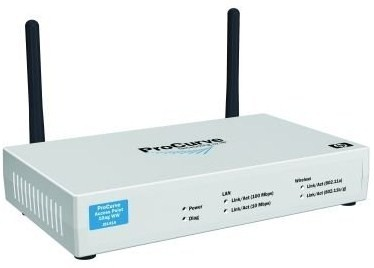 ProCurve
hp
ProCurve
Access Point
10ag WW
Power
Diag
LAN
Link/Act (100 Mbps)
Link/Act (10 Mbps)
Wireless
Link/Act (802.11a)
Link/Act (802.11b/g)